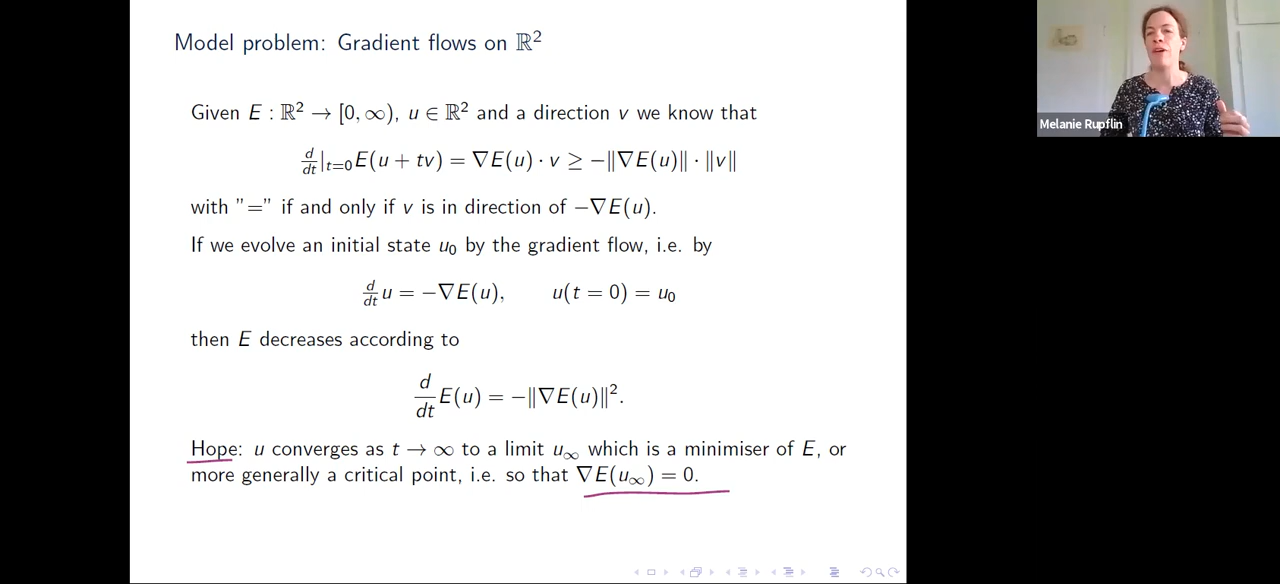 Model problem: Gradient flows on ℝ²
Melanie Rupflin
Given E : ℝ² → [0, ∞), u ∈ ℝ² and a direction v we know that
d/dt|ₜ₌₀E(u + tv) = ∇E(u) · v ≥ −‖∇E(u)‖ · ‖v‖
with ”=” if and only if v is in direction of −∇E(u).
If we evolve an initial state u₀ by the gradient flow, i.e. by
d/dt u = −∇E(u), u(t = 0) = u₀
then E decreases according to
d/dt E(u) = −‖∇E(u)‖².
Hope: u converges as t → ∞ to a limit u_∞ which is a minimiser of E, or
more generally a critical point, i.e. so that ∇E(u_∞) = 0.